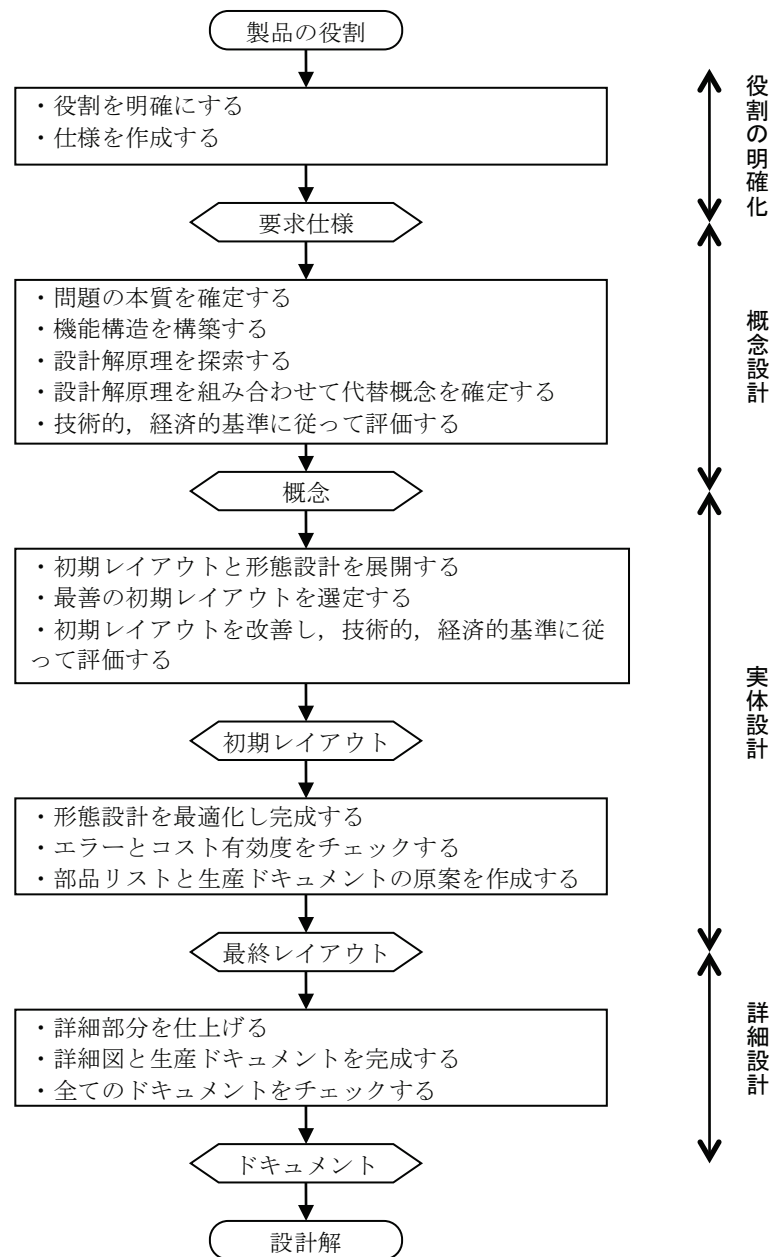 製品の役割
・役割を明確にする
・仕様を作成する
役割の明確化
要求仕様
・問題の本質を確定する
・機能構造を構築する
・設計解原理を探索する
・設計解原理を組み合わせて代替概念を確定する
・技術的，経済的基準に従って評価する
概念設計
概念
・初期レイアウトと形態設計を展開する
・最善の初期レイアウトを選定する
・初期レイアウトを改善し，技術的，経済的基準に従
って評価する
実体設計
初期レイアウト
・形態設計を最適化し完成する
・エラーとコスト有効度をチェックする
・部品リストと生産ドキュメントの原案を作成する
最終レイアウト
・詳細部分を仕上げる
・詳細図と生産ドキュメントを完成する
・全てのドキュメントをチェックする
詳細設計
ドキュメント
設計解